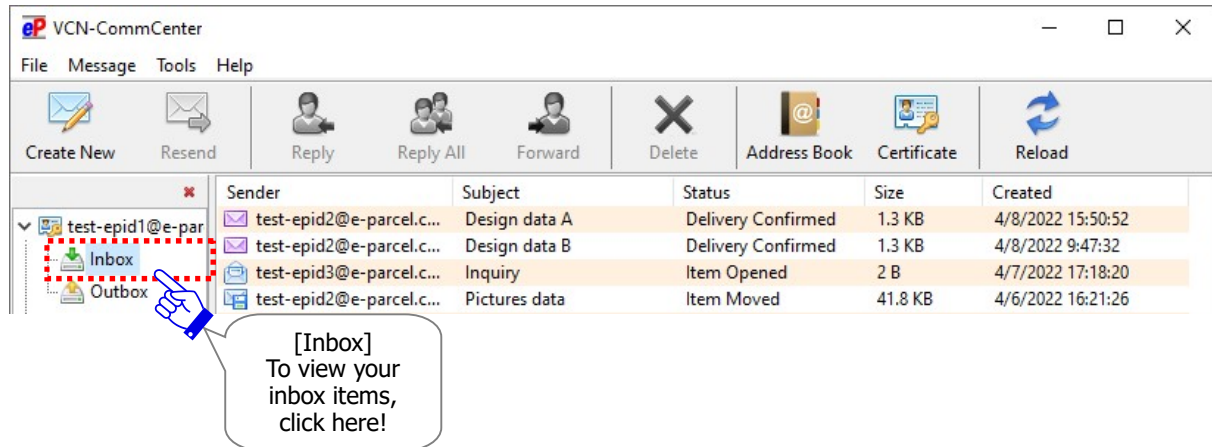 eP VCN-CommCenter
File Message Tools Help
Create New Resend Reply Reply All Forward Delete Address Book Certificate Reload
Sender Subject Status Size Created
test-epid1@e-par
Inbox
Outbox
test-epid2@e-parcel.c... Design data A Delivery Confirmed 1.3 KB 4/8/2022 15:50:52
test-epid2@e-parcel.c... Design data B Delivery Confirmed 1.3 KB 4/8/2022 9:47:32
test-epid3@e-parcel.c... Inquiry Item Opened 2 B 4/7/2022 17:18:20
test-epid2@e-parcel.c... Pictures data Item Moved 41.8 KB 4/6/2022 16:21:26
[Inbox]
To view your
inbox items,
click here!